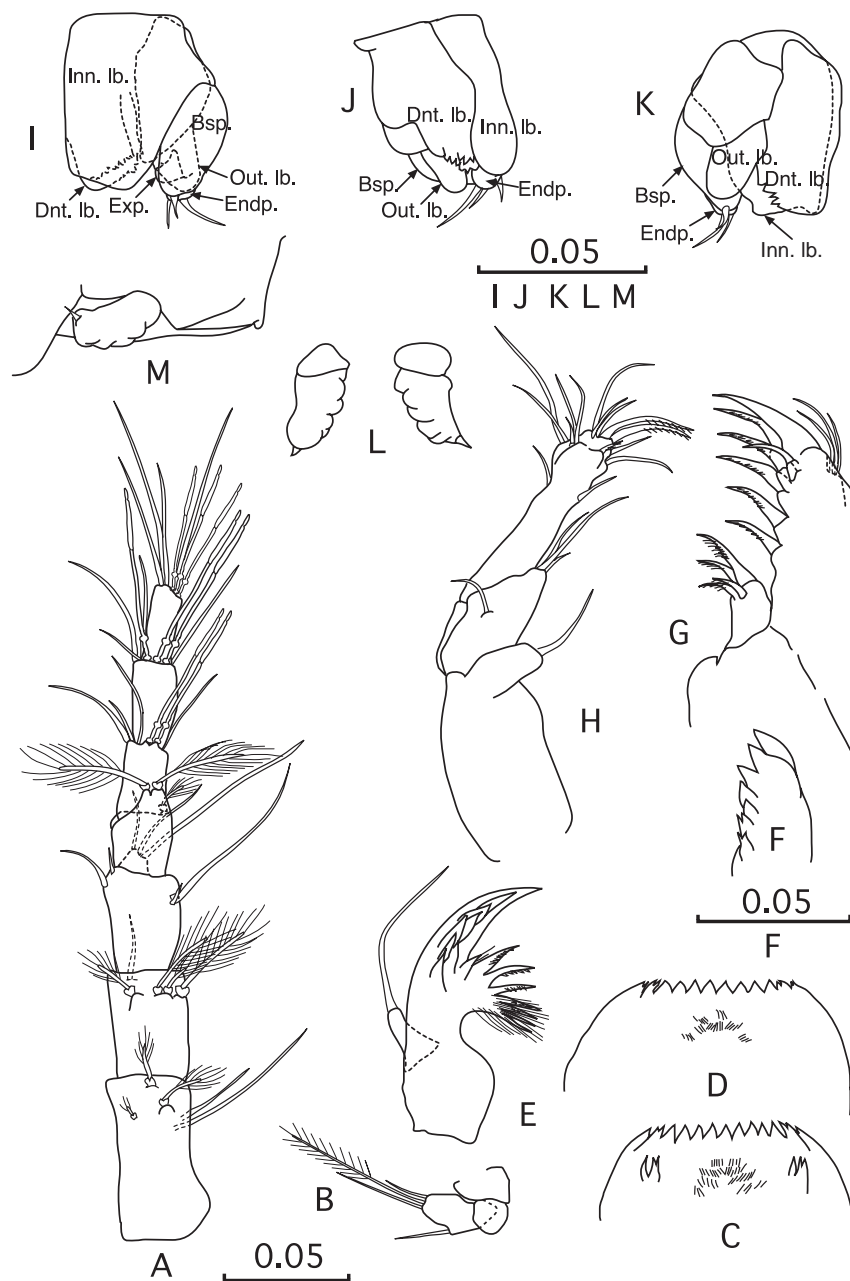 I
Inn. lb.
Bsp.
Out. lb.
Dnt. lb.
Exp.
Endp.
J
Dnt. lb.
Inn. lb.
Bsp.
Out. lb.
Endp.
K
Out. lb.
Dnt. lb.
Bsp.
Endp.
Inn. lb.
0.05
I J K L M
M
L
G
H
F
0.05
F
E
D
C
B
A
0.05